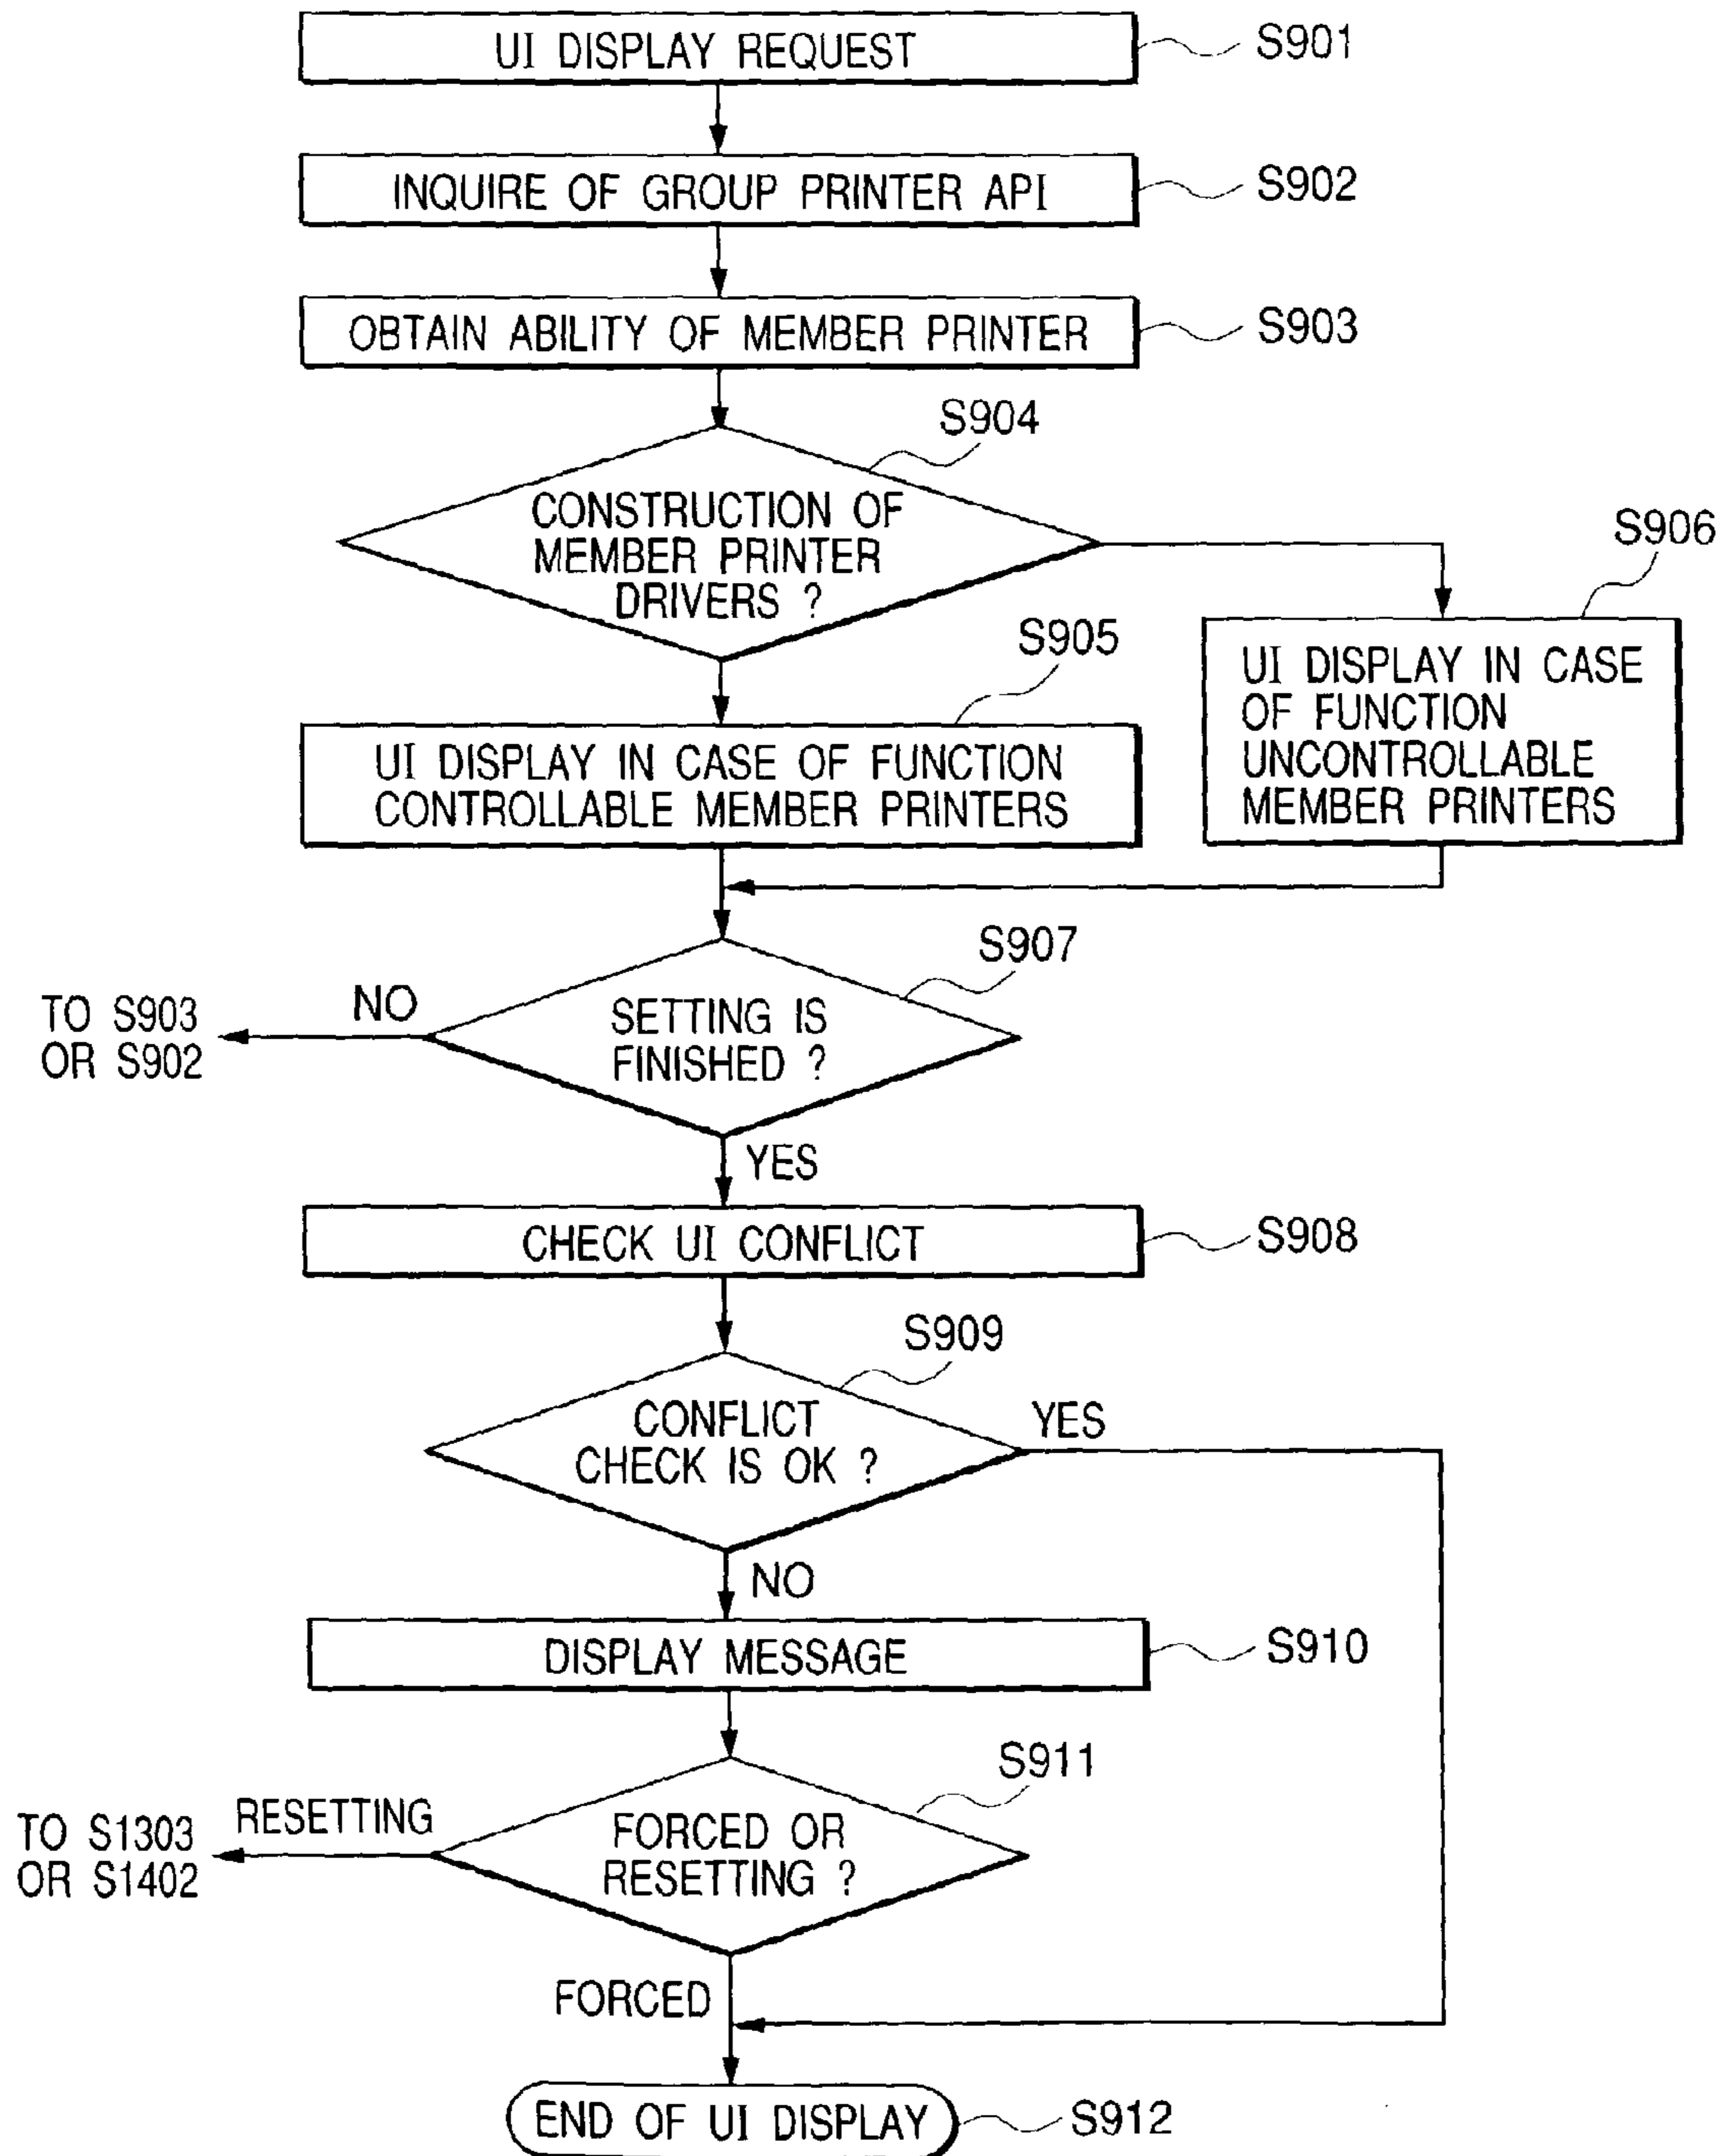 UI DISPLAY REQUEST
S901
INQUIRE OF GROUP PRINTER API
S902
OBTAIN ABILITY OF MEMBER PRINTER
S903
S904
CONSTRUCTION OF
MEMBER PRINTER
DRIVERS ?
S906
UI DISPLAY IN CASE
OF FUNCTION
UNCONTROLLABLE
MEMBER PRINTERS
S905
UI DISPLAY IN CASE OF FUNCTION
CONTROLLABLE MEMBER PRINTERS
S907
SETTING IS
FINISHED ?
NO
TO S903
OR S902
YES
CHECK UI CONFLICT
S908
S909
CONFLICT
CHECK IS OK ?
YES
NO
DISPLAY MESSAGE
S910
S911
FORCED OR
RESETTING ?
RESETTING
TO S1303
OR S1402
FORCED
END OF UI DISPLAY
S912